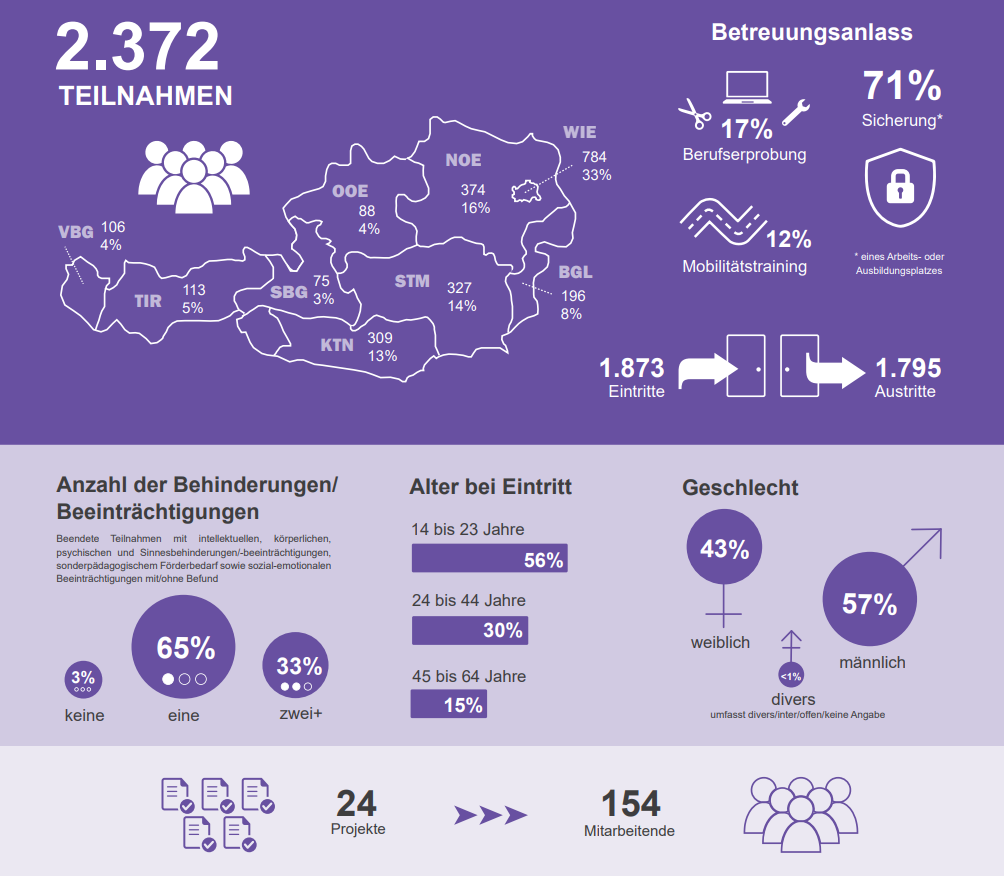 2.372
TEILNAHMEN
VBG 106
4%
TIR 113
5%
SBG 75
3%
OOE
88
4%
NOE
374
16%
WIE
784
33%
STM 327
14%
KTN 309
13%
BGL
196
8%
Betreuungsanlass
17%
Berufserprobung
71%
Sicherung*
12%
Mobilitätstraining
* eines Arbeits- oder
Ausbildungsplatzes
1.873
Eintritte
1.795
Austritte
Anzahl der Behinderungen/
Beeinträchtigungen
Beendete Teilnahmen mit intellektuellen, körperlichen,
psychischen und Sinnesbehinderungen/-beeinträchtigungen,
sonderpädagogischem Förderbedarf sowie sozial-emotionalen
Beeinträchtigungen mit/ohne Befund
3%
keine
65%
eine
33%
zwei+
Alter bei Eintritt
14 bis 23 Jahre
56%
24 bis 44 Jahre
30%
45 bis 64 Jahre
15%
Geschlecht
43%
weiblich
57%
männlich
<1%
divers
umfasst divers/inter/offen/keine Angabe
24
Projekte
154
Mitarbeitende